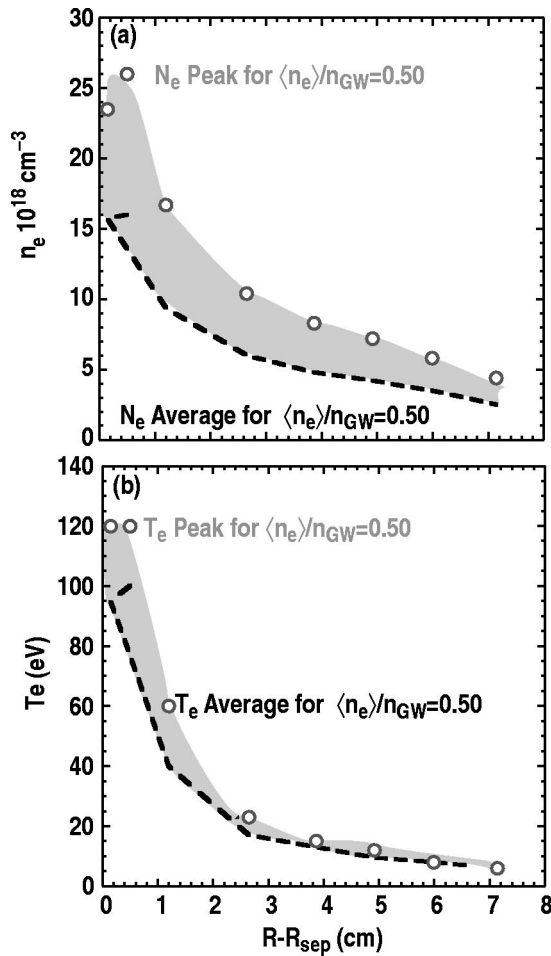 30
(a)
Ne Peak for ⟨ne⟩/nGW=0.50
25
20
ne 10^18 cm^−3
15
10
5
Ne Average for ⟨ne⟩/nGW=0.50
0
140
(b)
Te Peak for ⟨ne⟩/nGW=0.50
120
100
80
Te (eV)
60
Te Average for ⟨ne⟩/nGW=0.50
40
20
0
0 1 2 3 4 5 6 7 8
R-Rsep (cm)